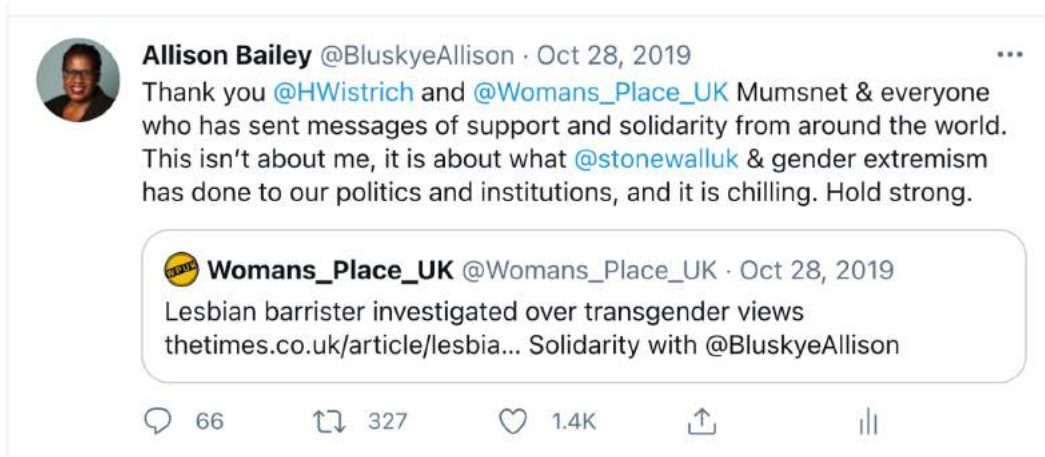 Allison Bailey @BluskyeAllison · Oct 28, 2019
Thank you @HWistrich and @Womans_Place_UK Mumsnet & everyone
who has sent messages of support and solidarity from around the world.
This isn't about me, it is about what @stonewalluk & gender extremism
has done to our politics and institutions, and it is chilling. Hold strong.
WPUK Womans_Place_UK @Womans_Place_UK · Oct 28, 2019
Lesbian barrister investigated over transgender views
thetimes.co.uk/article/lesbia... Solidarity with @BluskyeAllison
66 327 1.4K